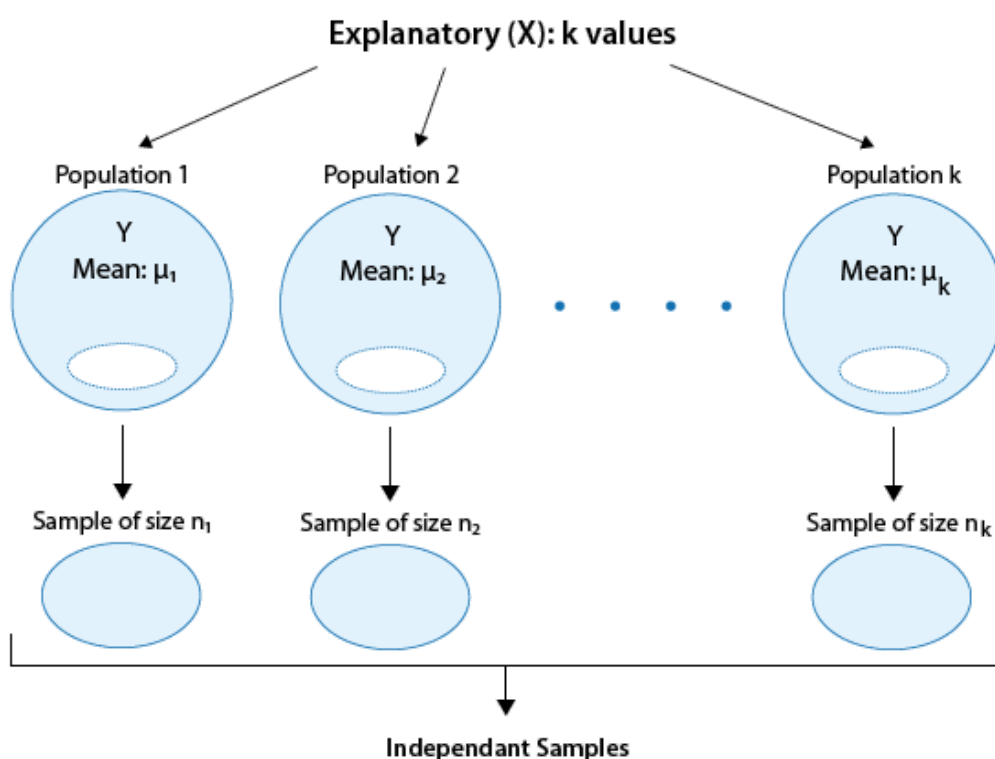 Explanatory (X): k values
Population 1
Population 2
Population k
Y
Mean: μ₁
Y
Mean: μ₂
Y
Mean: μk
Sample of size n₁
Sample of size n₂
Sample of size nk
Independant Samples